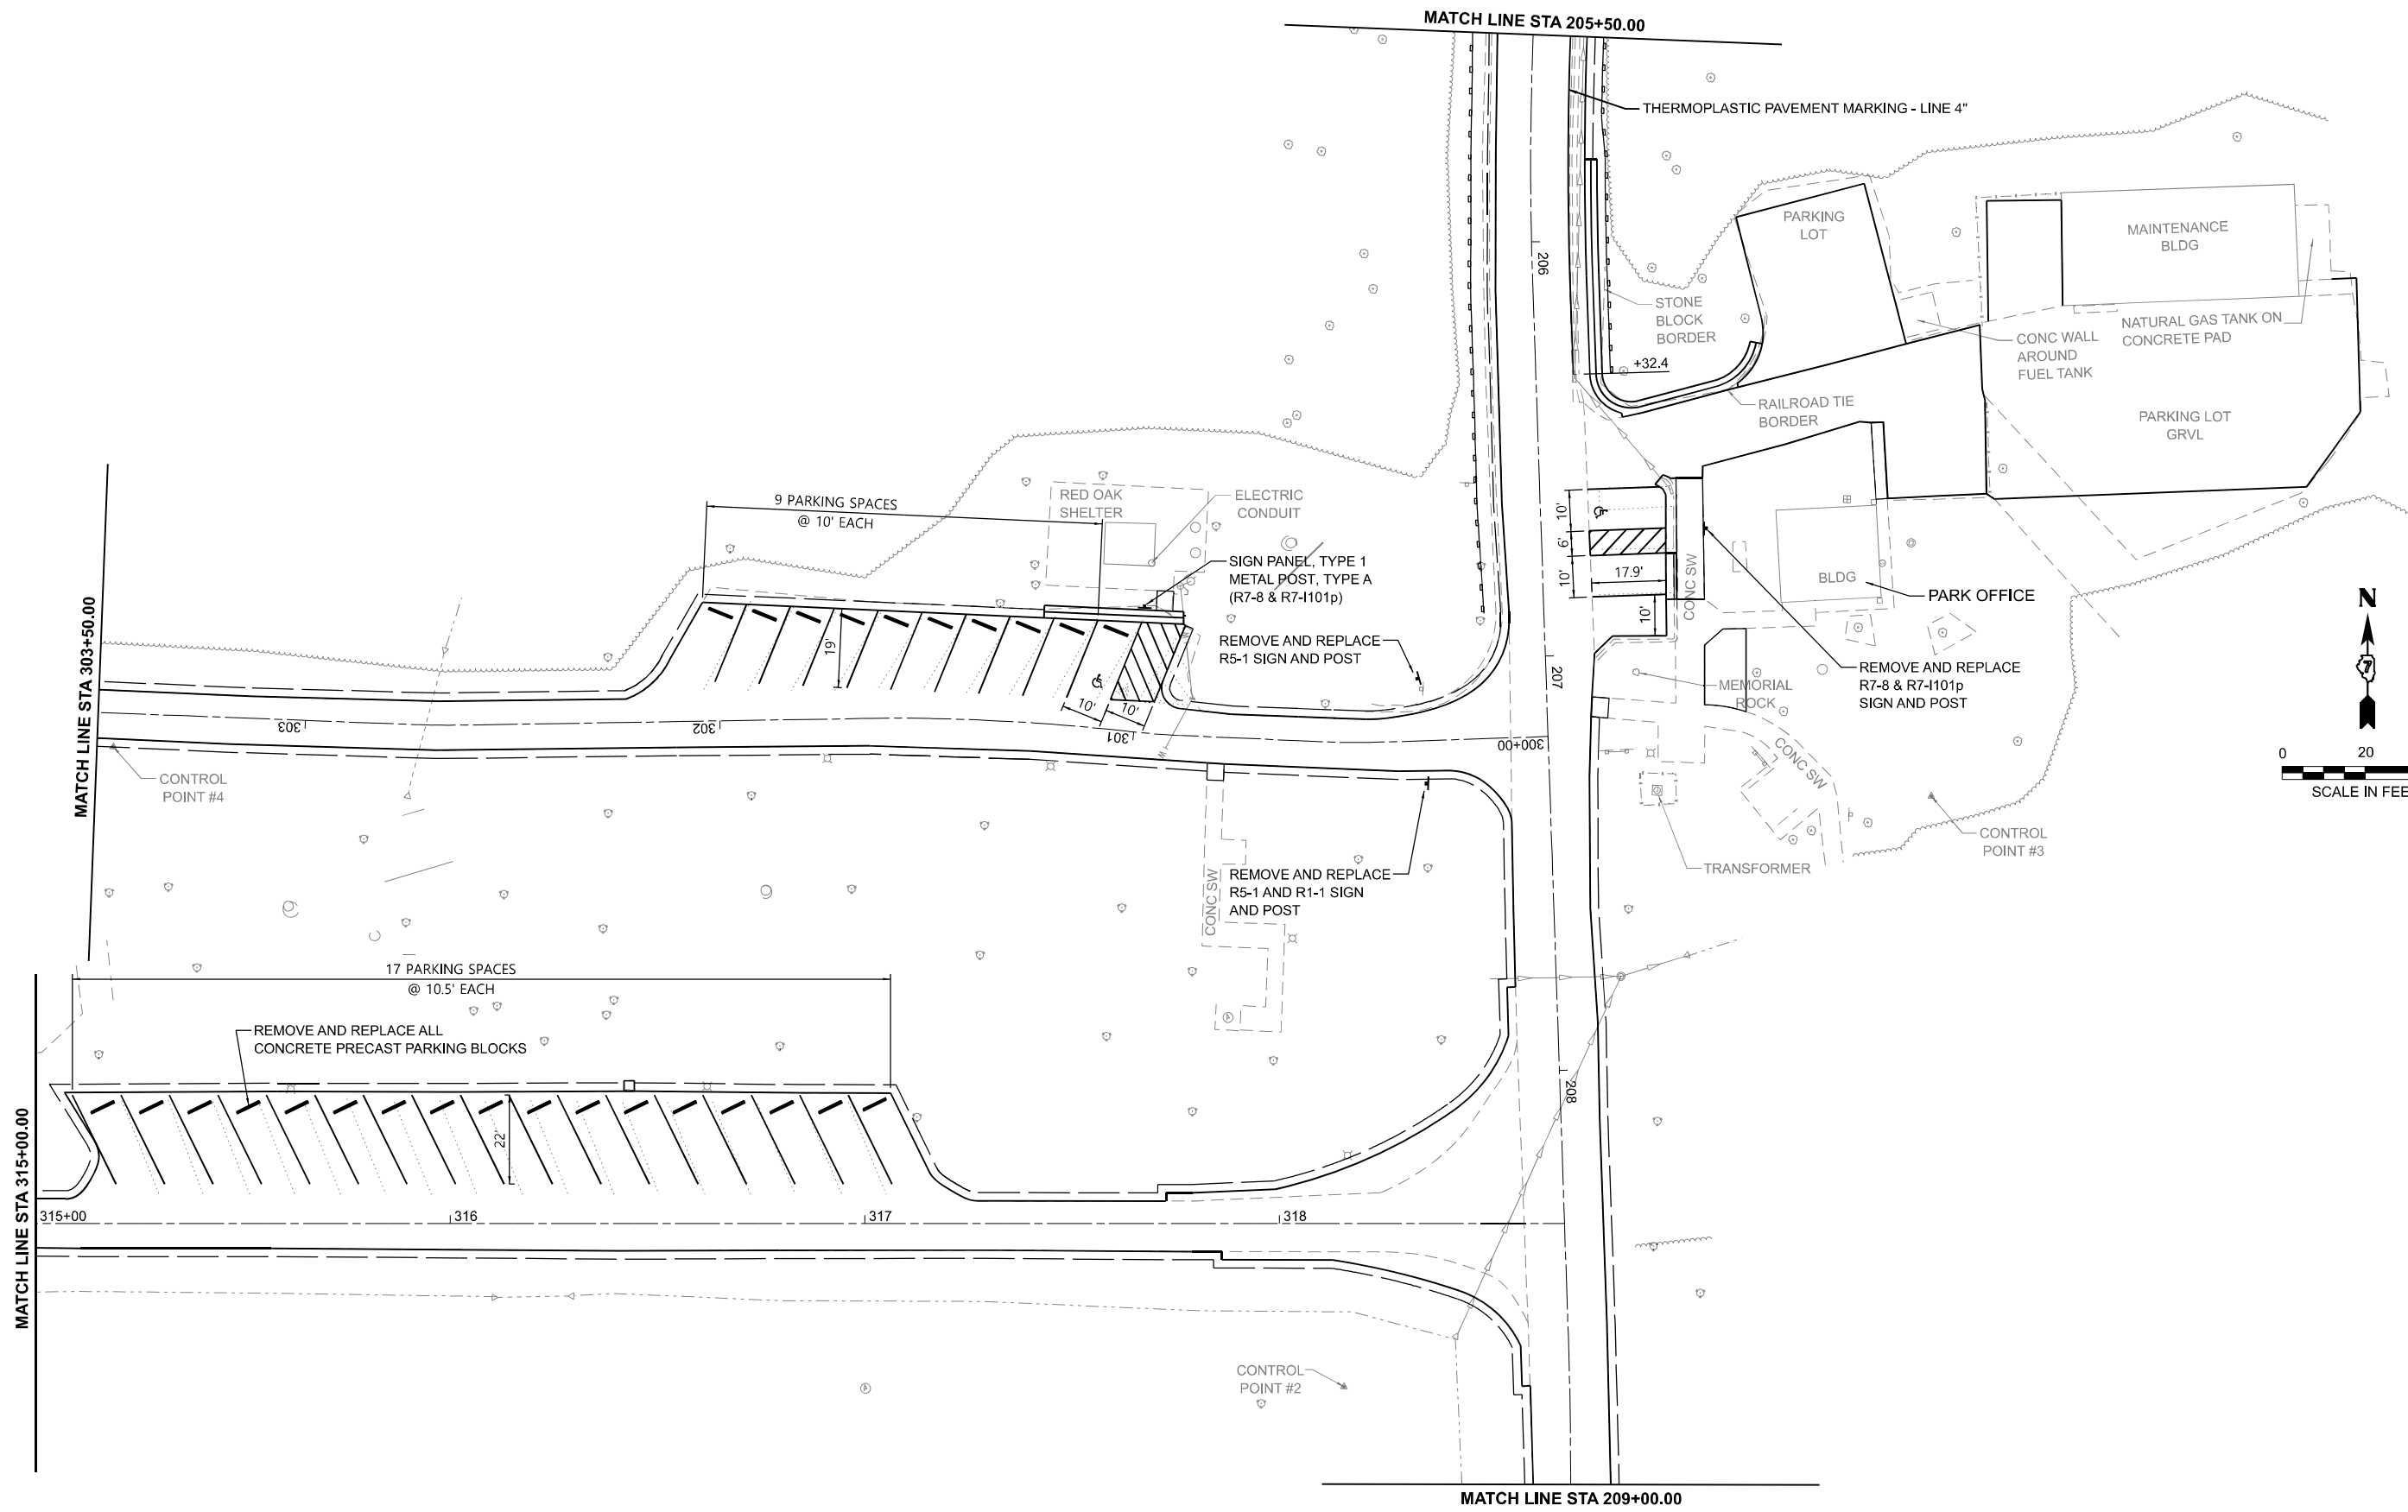 MATCH LINE STA 205+50.00
THERMOPLASTIC PAVEMENT MARKING - LINE 4"
PARKING
LOT
MAINTENANCE
BLDG
206
STONE
BLOCK
BORDER
NATURAL GAS TANK ON
CONCRETE PAD
CONC WALL
AROUND
FUEL TANK
+32.4
RAILROAD TIE
BORDER
PARKING LOT
GRVL
9 PARKING SPACES
@ 10' EACH
RED OAK
SHELTER
ELECTRIC
CONDUIT
SIGN PANEL, TYPE 1
METAL POST, TYPE A
(R7-8 & R7-I101p)
10'
6'
10'
17.9'
10'
CONC SW
BLDG
PARK OFFICE
N
7
0
20
SCALE IN FEE
MATCH LINE STA 303+50.00
19'
REMOVE AND REPLACE
R5-1 SIGN AND POST
207
REMOVE AND REPLACE
R7-8 & R7-I101p
SIGN AND POST
MEMORIAL
ROCK
10'
10'
303
302
301
300+00
W
W
CONC SW
CONTROL
POINT #4
CONTROL
POINT #3
TRANSFORMER
REMOVE AND REPLACE
R5-1 AND R1-1 SIGN
AND POST
CONC SW
17 PARKING SPACES
@ 10.5' EACH
REMOVE AND REPLACE ALL
CONCRETE PRECAST PARKING BLOCKS
22'
208
MATCH LINE STA 315+00.00
315+00
316
317
318
CONTROL
POINT #2
MATCH LINE STA 209+00.00